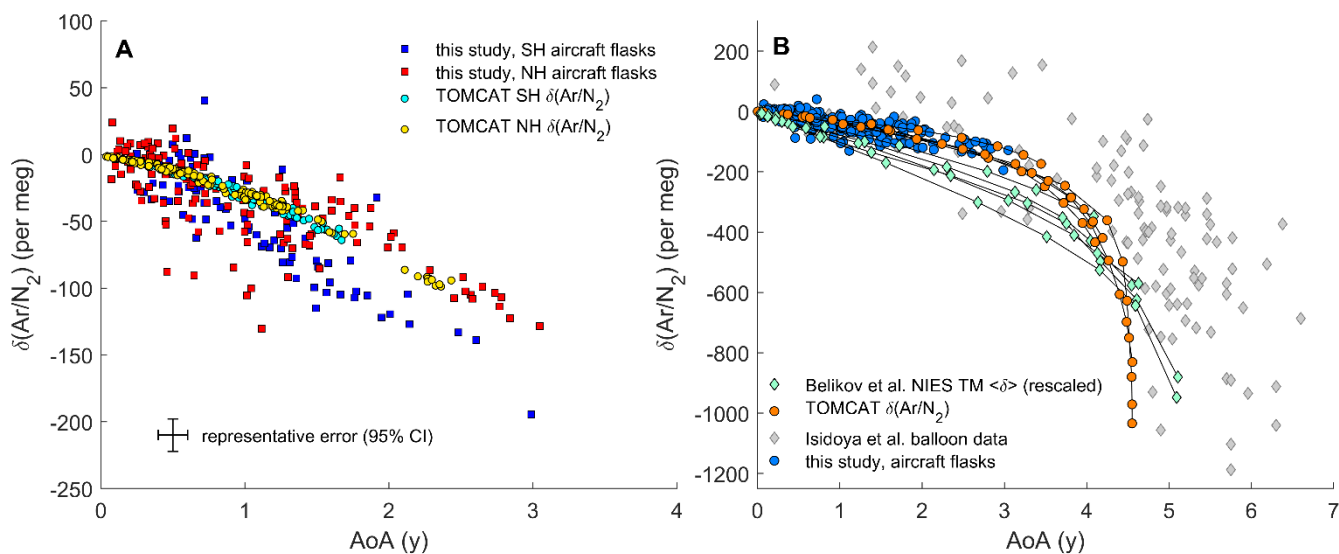 A
this study, SH aircraft flasks
this study, NH aircraft flasks
TOMCAT SH δ(Ar/N₂)
TOMCAT NH δ(Ar/N₂)
representative error (95% CI)
100
50
0
-50
-100
-150
-200
-250
δ(Ar/N₂) (per meg)
0 1 2 3 4
AoA (y)
B
200
0
-200
-400
-600
-800
-1000
-1200
δ(Ar/N₂) (per meg)
Belikov et al. NIES TM <δ> (rescaled)
TOMCAT δ(Ar/N₂)
Isidoya et al. balloon data
this study, aircraft flasks
0 1 2 3 4 5 6 7
AoA (y)